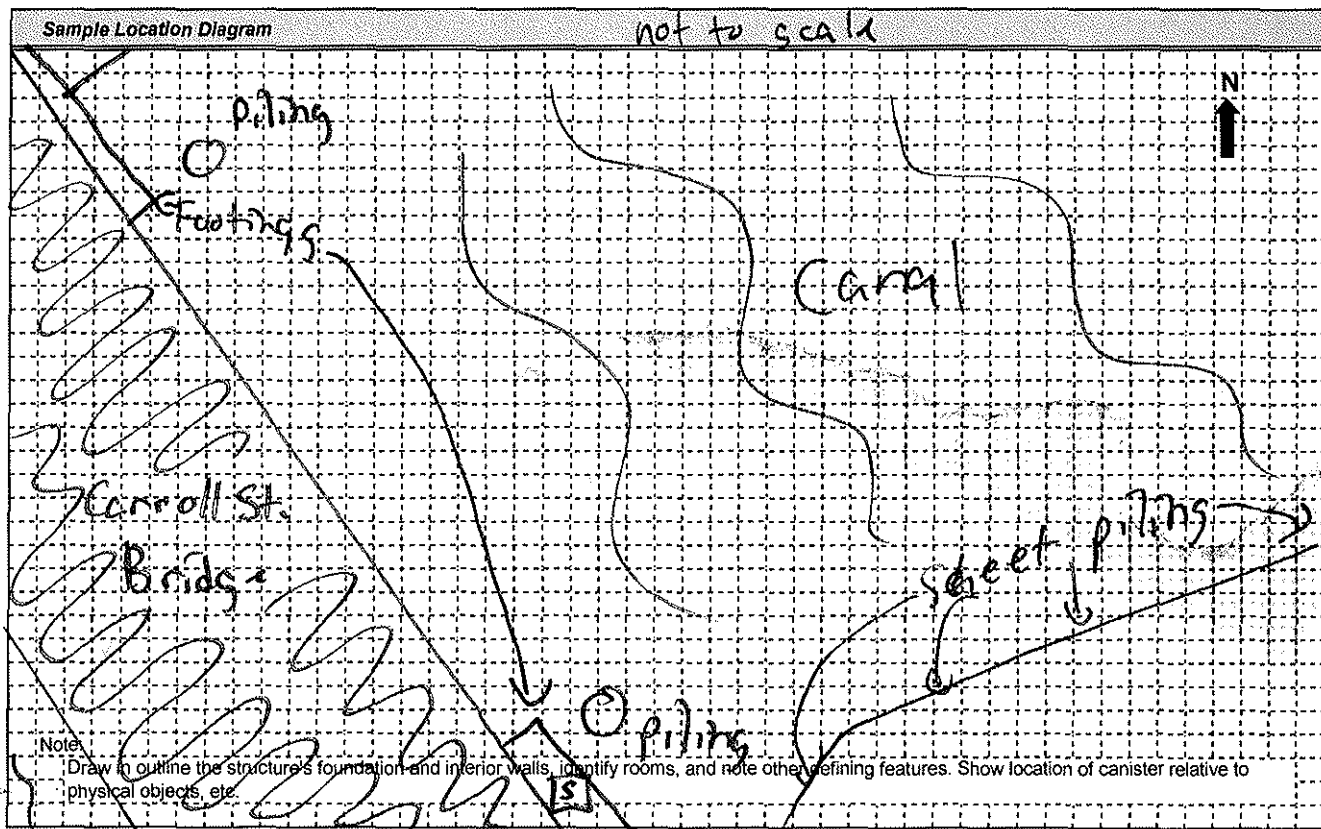 Sample Location Diagram
not to scale
N
Piling
Footings
Canal
Carroll St.
Bridge
Sheet piling
piling
Note:
Draw in outline the structure's foundation and interior walls, identify rooms, and note other defining features. Show location of canister relative to
physical objects, etc.
S